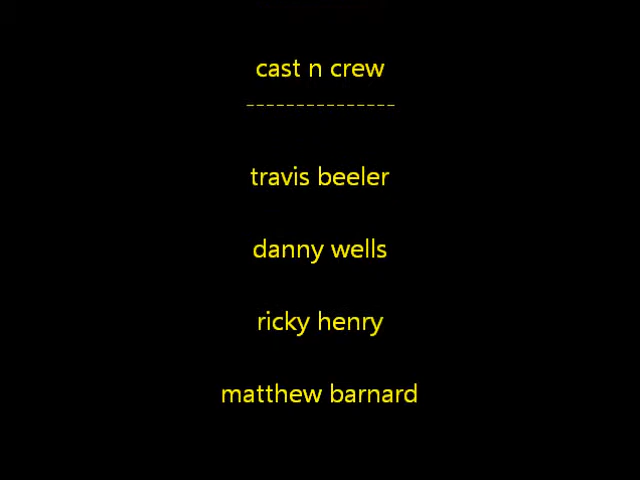 cast n crew
---------------
travis beeler
danny wells
ricky henry
matthew barnard